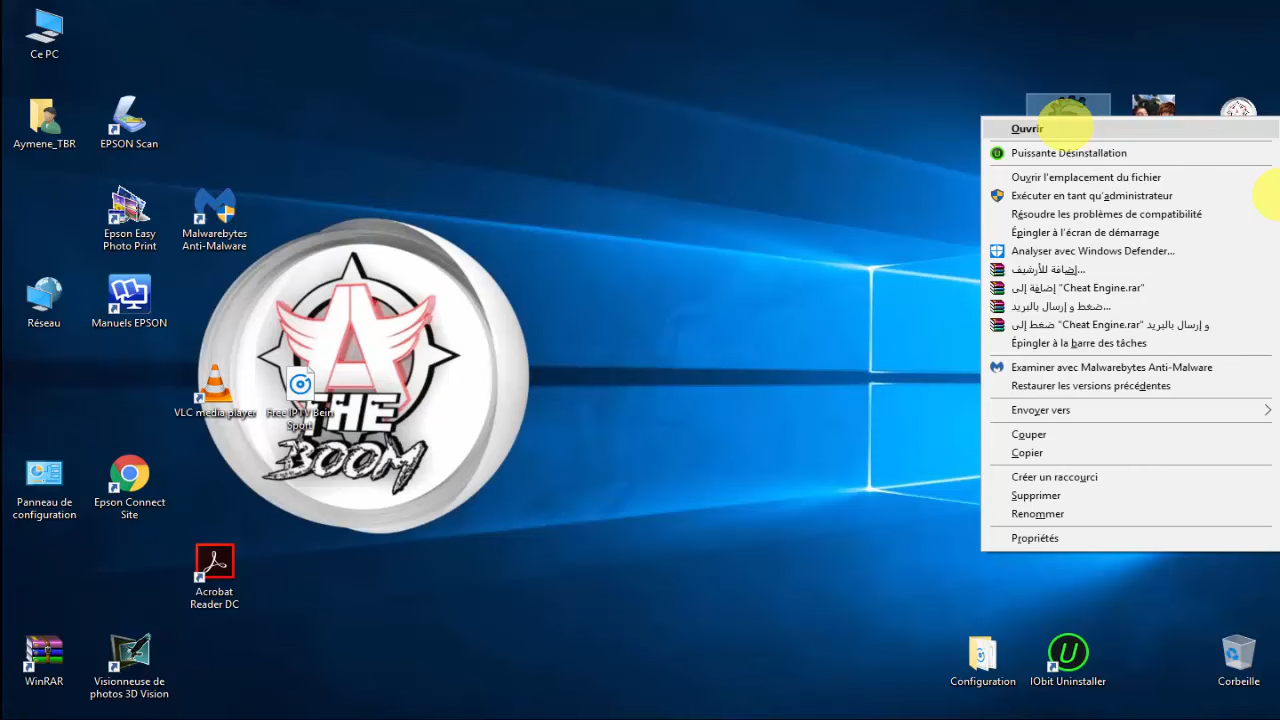 Ce PC
Aymene_TBR
EPSON Scan
Epson Easy
Photo Print
Malwarebytes
Anti-Malware
Réseau
Manuels EPSON
VLC media player
Free IPTV Bein
Sport
A
THE
BOOM
Panneau de
configuration
Epson Connect
Site
Acrobat
Reader DC
WinRAR
Visionneuse de
photos 3D Vision
Ouvrir
Puissante Désinstallation
Ouvrir l'emplacement du fichier
Exécuter en tant qu'administrateur
Résoudre les problèmes de compatibilité
Épingler à l'écran de démarrage
Analyser avec Windows Defender...
إضافة للأرشيف...
إضافة إلى "Cheat Engine.rar"
ضغط و إرسال بالبريد...
ضغط إلى "Cheat Engine.rar" و إرسال بالبريد
Épingler à la barre des tâches
Examiner avec Malwarebytes Anti-Malware
Restaurer les versions précédentes
Envoyer vers
Couper
Copier
Créer un raccourci
Supprimer
Renommer
Propriétés
Configuration
IObit Uninstaller
Corbeille